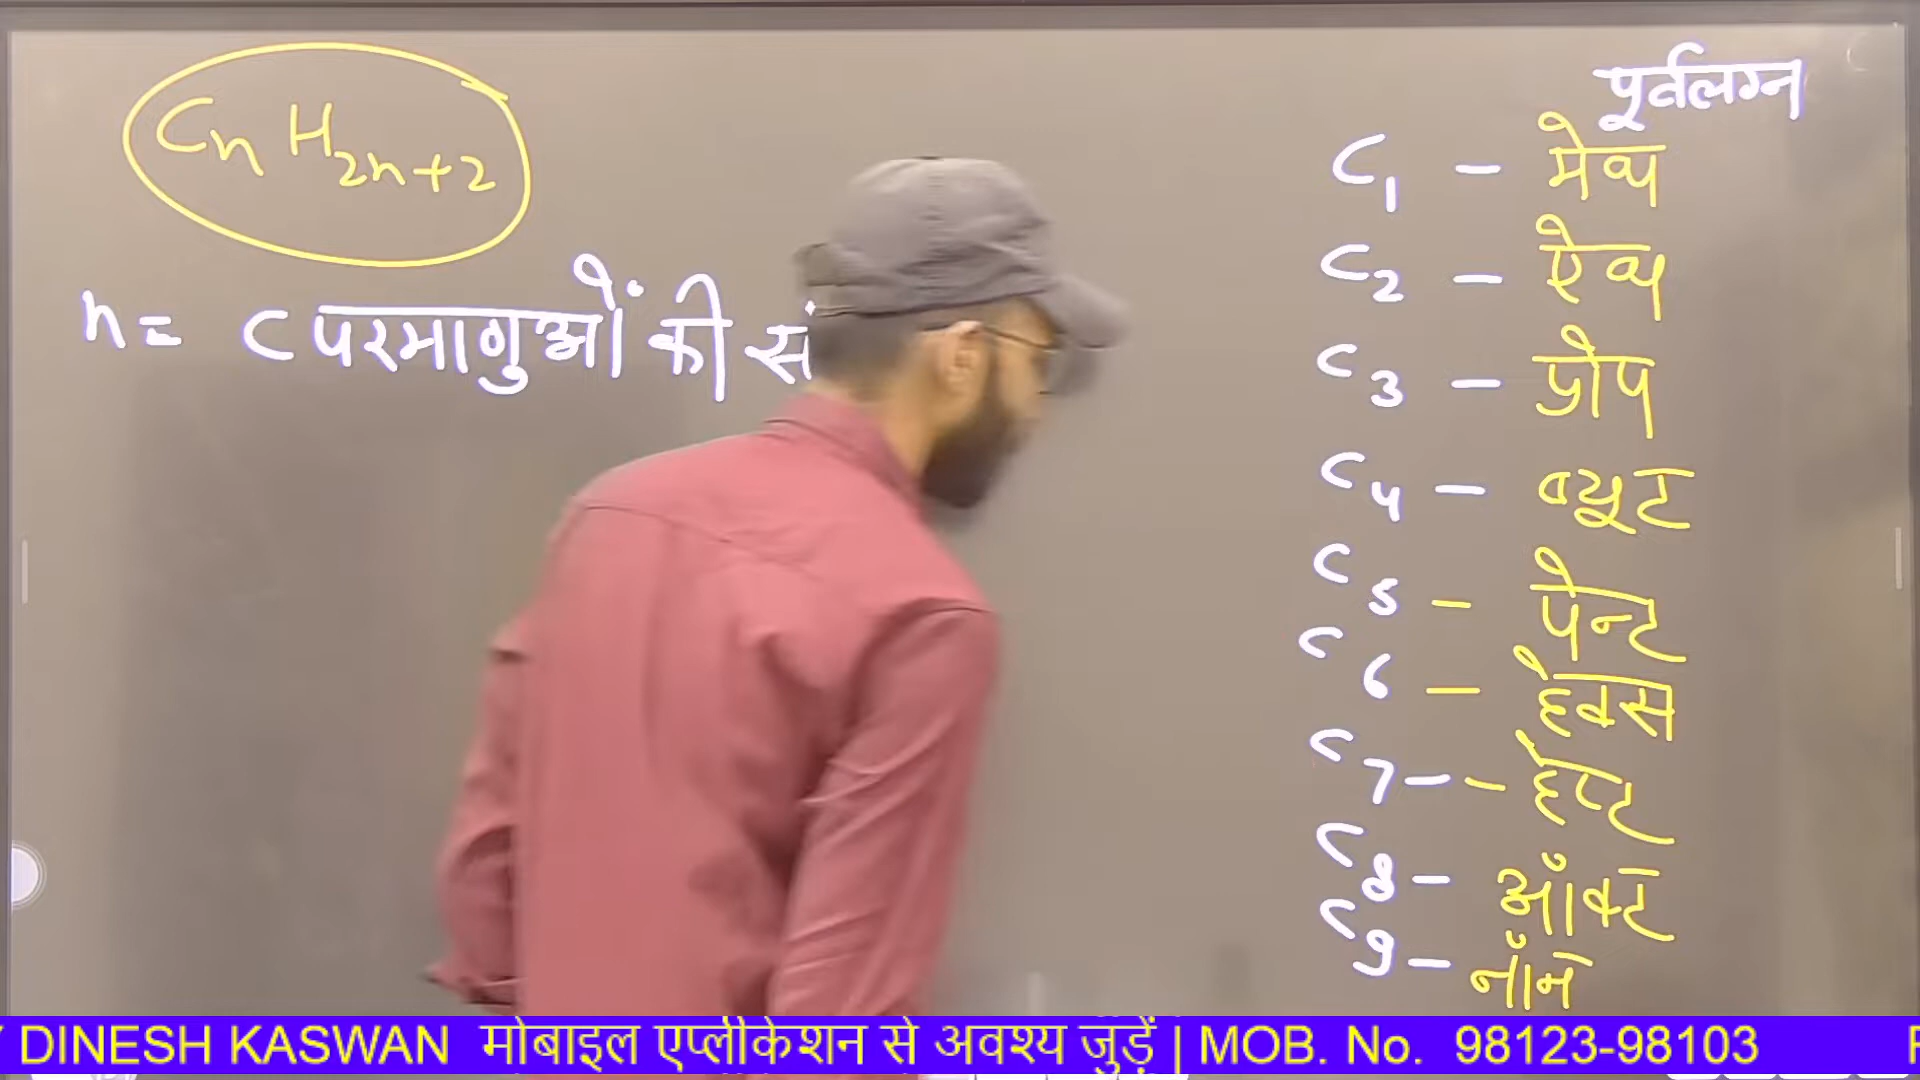 CnH2n+2
n = C परमाणुओं की सं
पूर्वलग्न
C1 - मेथ
C2 - ऐथ
C3 - प्रोप
C4 - ब्यूट
C5 - पेन्ट
C6 - हैक्स
C7 - - हेप्ट
C8 - ऑक्ट
C9 - नॉन
DINESH KASWAN मोबाइल एप्लीकेशन से अवश्य जुड़ें | MOB. No. 98123-98103